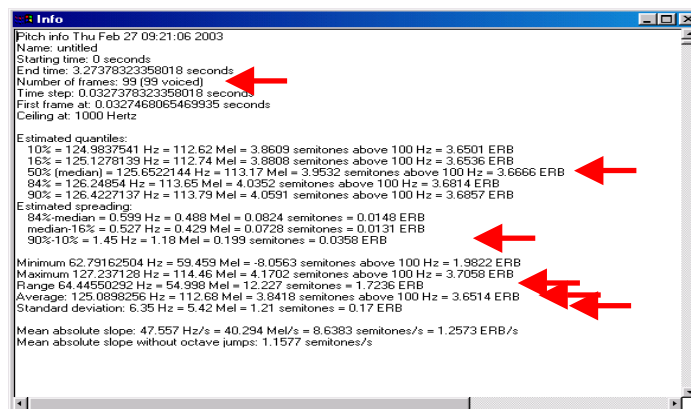 Info
Pitch info Thu Feb 27 09:21:06 2003
Name: untitled
Starting time: 0 seconds
End time: 3.27378323358018 seconds
Number of frames: 99 (99 voiced)
Time step: 0.0327378323358018 seconds
First frame at: 0.0327468065469935 seconds
Ceiling at: 1000 Hertz
Estimated quantiles:
10% = 124.9837541 Hz = 112.62 Mel = 3.8609 semitones above 100 Hz = 3.6501 ERB
16% = 125.1278139 Hz = 112.74 Mel = 3.8808 semitones above 100 Hz = 3.6536 ERB
50% (median) = 125.6522144 Hz = 113.17 Mel = 3.9532 semitones above 100 Hz = 3.6666 ERB
84% = 126.24854 Hz = 113.65 Mel = 4.0352 semitones above 100 Hz = 3.6814 ERB
90% = 126.4227137 Hz = 113.79 Mel = 4.0591 semitones above 100 Hz = 3.6857 ERB
Estimated spreading:
84%-median = 0.599 Hz = 0.488 Mel = 0.0824 semitones = 0.0148 ERB
median-16% = 0.527 Hz = 0.429 Mel = 0.0728 semitones = 0.0131 ERB
90%-10% = 1.45 Hz = 1.18 Mel = 0.199 semitones = 0.0358 ERB
Minimum 62.79162504 Hz = 59.459 Mel = -8.0563 semitones above 100 Hz = 1.9822 ERB
Maximum 127.237128 Hz = 114.46 Mel = 4.1702 semitones above 100 Hz = 3.7058 ERB
Range 64.44550292 Hz = 54.998 Mel = 12.227 semitones = 1.7236 ERB
Average: 125.0898256 Hz = 112.68 Mel = 3.8418 semitones above 100 Hz = 3.6514 ERB
Standard deviation: 6.35 Hz = 5.42 Mel = 1.21 semitones = 0.17 ERB
Mean absolute slope: 47.557 Hz/s = 40.294 Mel/s = 8.6383 semitones/s = 1.2573 ERB/s
Mean absolute slope without octave jumps: 1.1577 semitones/s